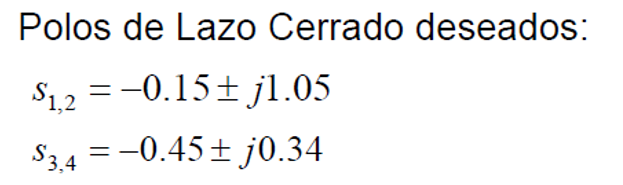 Polos de Lazo Cerrado deseados:
s₁,₂ = −0.15 ± j1.05
s₃,₄ = −0.45 ± j0.34